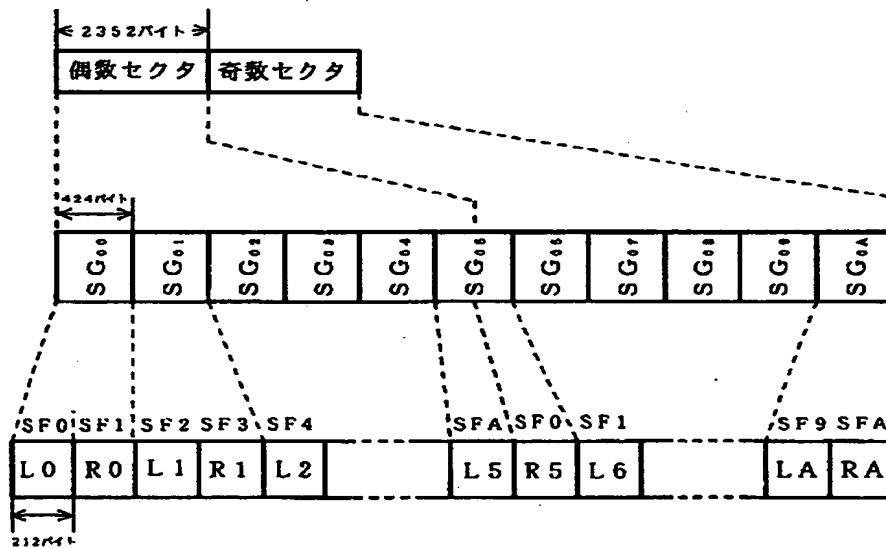 2352バイト
偶数セクタ 奇数セクタ
424バイト
SG00 SG01 SG02 SG03 SG04 SG05 SG06 SG07 SG08 SG09 SG0A
SF0 SF1 SF2 SF3 SF4 SFA SF0 SF1 SF9 SFA
L0 R0 L1 R1 L2 L5 R5 L6 LA RA
212バイト